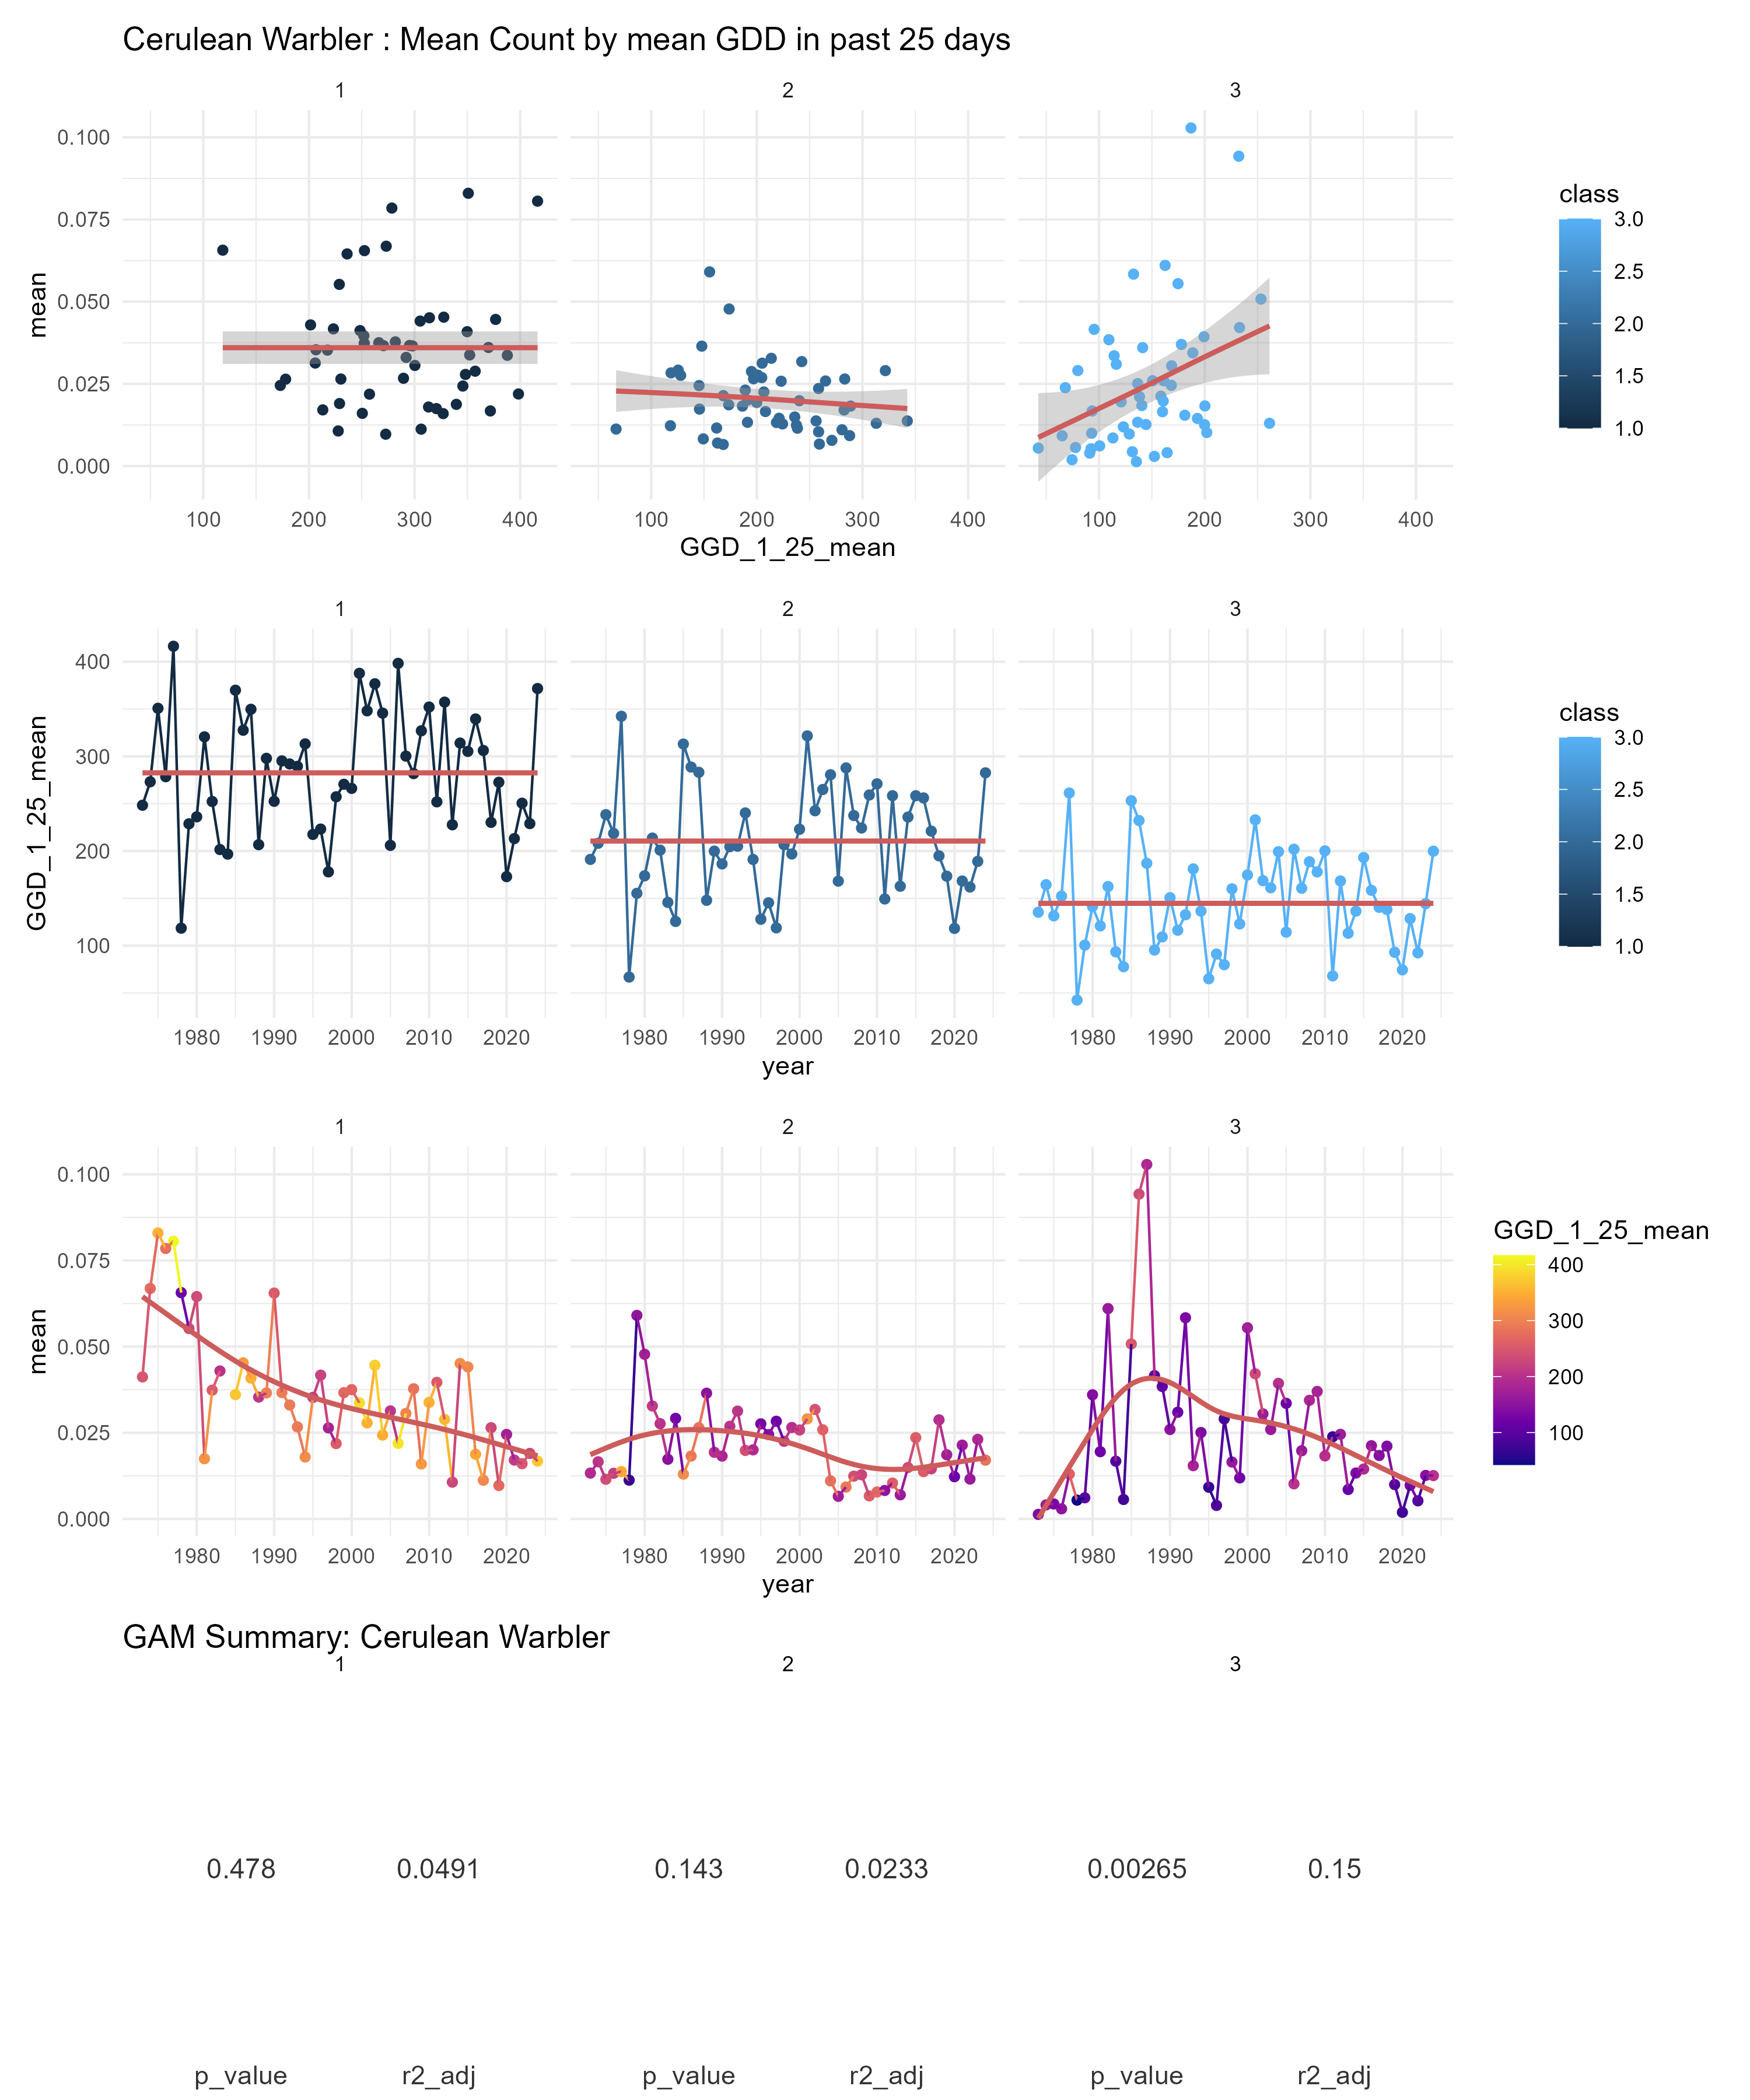 Cerulean Warbler : Mean Count by mean GDD in past 25 days
1 2 3
0.100
0.075
0.050
0.025
0.000
mean
100 200 300 400 100 200 300 400 100 200 300 400
GGD_1_25_mean
class
3.0
2.5
2.0
1.5
1.0
1 2 3
400
300
200
100
GGD_1_25_mean
1980 1990 2000 2010 2020 1980 1990 2000 2010 2020 1980 1990 2000 2010 2020
year
class
3.0
2.5
2.0
1.5
1.0
1 2 3
0.100
0.075
0.050
0.025
0.000
mean
1980 1990 2000 2010 2020 1980 1990 2000 2010 2020 1980 1990 2000 2010 2020
year
GGD_1_25_mean
400
300
200
100
GAM Summary: Cerulean Warbler
1 2 3
0.478 0.0491 0.143 0.0233 0.00265 0.15
p_value r2_adj p_value r2_adj p_value r2_adj